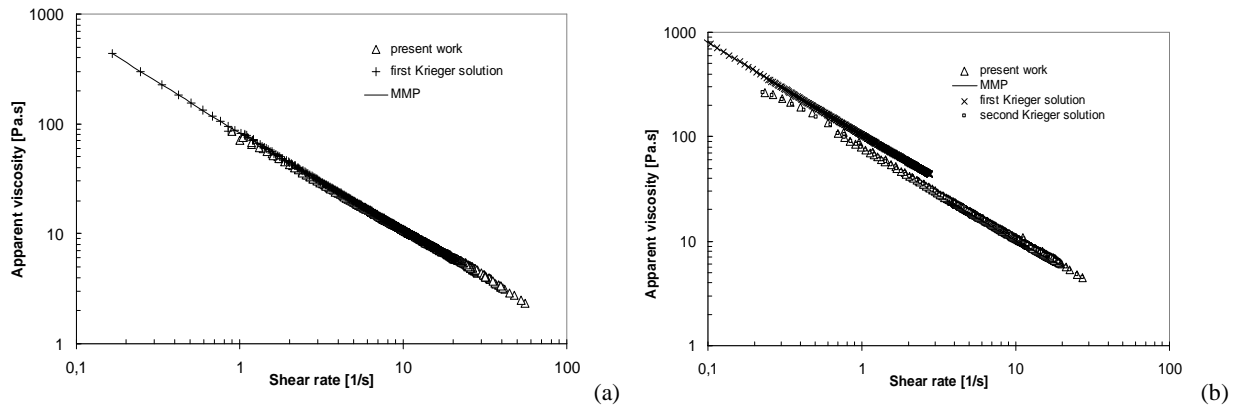 1000
100
10
1
Apparent viscosity [Pa.s]
0,1 1 10 100
Shear rate [1/s]
present work
first Krieger solution
MMP
(a)
1000
100
10
1
Apparent viscosity [Pa.s]
0,1 1 10 100
Shear rate [1/s]
present work
MMP
first Krieger solution
second Krieger solution
(b)